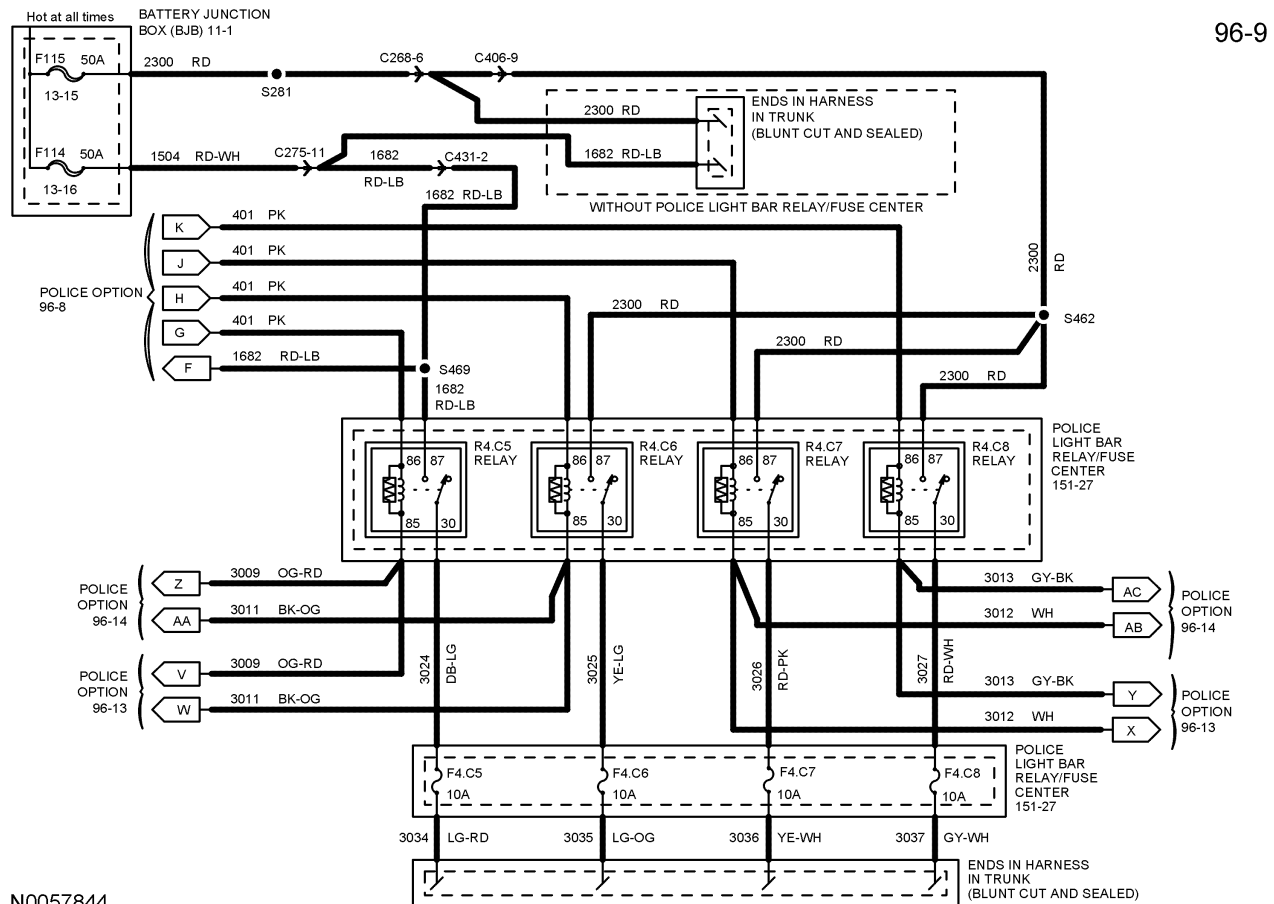 Hot at all times
BATTERY JUNCTION
BOX (BJB) 11-1
96-9
F115 50A
13-15
2300 RD
S281
C268-6
C406-9
2300 RD
ENDS IN HARNESS
IN TRUNK
(BLUNT CUT AND SEALED)
F114 50A
13-16
1504 RD-WH
C275-11
1682
RD-LB
C431-2
1682 RD-LB
1682 RD-LB
WITHOUT POLICE LIGHT BAR RELAY/FUSE CENTER
POLICE OPTION
96-8
K
401 PK
J
401 PK
H
401 PK
G
401 PK
F
1682 RD-LB
S469
1682
RD-LB
2300 RD
2300 RD
S462
2300 RD
2300 RD
R4.C5
RELAY
86 87
85 30
R4.C6
RELAY
86 87
85 30
R4.C7
RELAY
86 87
85 30
R4.C8
RELAY
86 87
85 30
POLICE
LIGHT BAR
RELAY/FUSE
CENTER
151-27
POLICE
OPTION
96-14
Z
3009 OG-RD
AA
3011 BK-OG
POLICE
OPTION
96-13
V
3009 OG-RD
W
3011 BK-OG
3024
DB-LG
3025
YE-LG
3026
RD-PK
3027
RD-WH
3013 GY-BK
AC
3012 WH
AB
POLICE
OPTION
96-14
3013 GY-BK
Y
3012 WH
X
POLICE
OPTION
96-13
F4.C5
10A
F4.C6
10A
F4.C7
10A
F4.C8
10A
POLICE
LIGHT BAR
RELAY/FUSE
CENTER
151-27
3034 LG-RD
3035 LG-OG
3036 YE-WH
3037 GY-WH
ENDS IN HARNESS
IN TRUNK
(BLUNT CUT AND SEALED)
N0057844